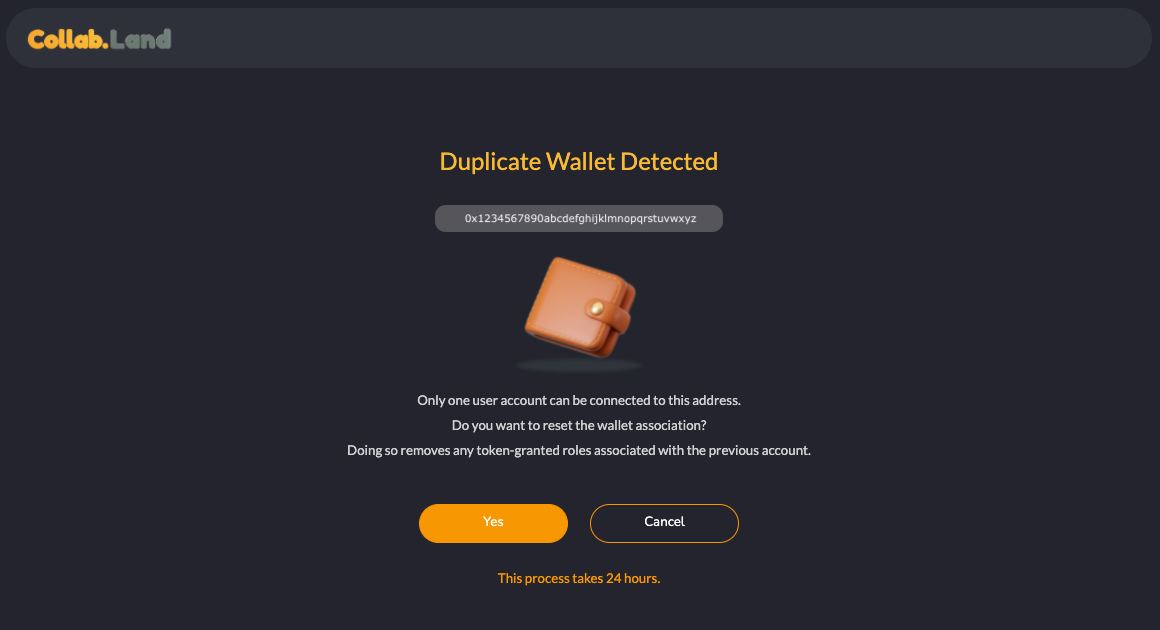 Collab.Land
Duplicate Wallet Detected
0x1234567890abcdefghijklmnopqrstuvwxyz
Only one user account can be connected to this address.
Do you want to reset the wallet association?
Doing so removes any token-granted roles associated with the previous account.
Yes
Cancel
This process takes 24 hours.